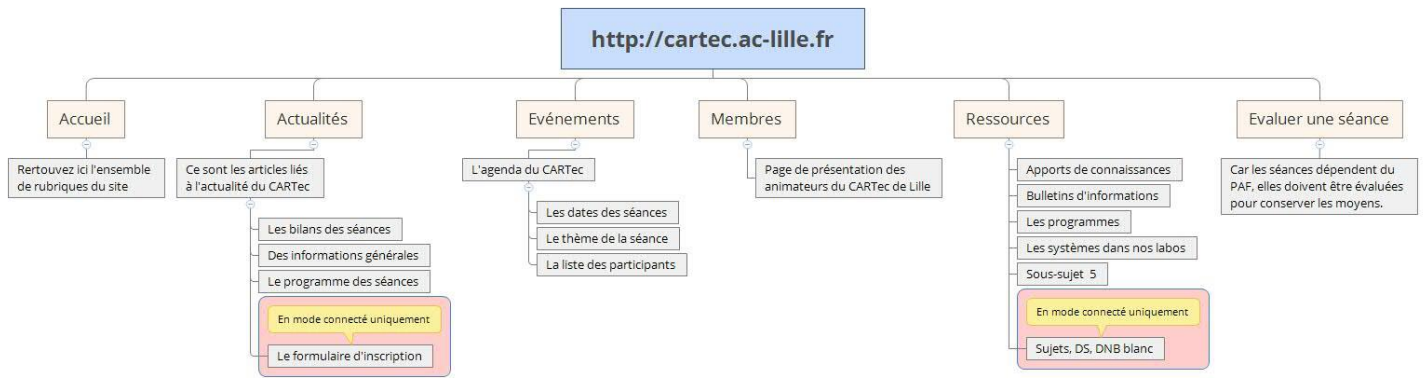 http://cartec.ac-lille.fr
Accueil
Rertouvez ici l'ensemble
de rubriques du site
Actualités
Ce sont les articles liés
à l'actualité du CARTec
Les bilans des séances
Des informations générales
Le programme des séances
En mode connecté uniquement
Le formulaire d'inscription
Evénements
L'agenda du CARTec
Les dates des séances
Le thème de la séance
La liste des participants
Membres
Page de présentation des
animateurs du CARTec de Lille
Ressources
Apports de connaissances
Bulletins d'informations
Les programmes
Les systèmes dans nos labos
Sous-sujet 5
En mode connecté uniquement
Sujets, DS, DNB blanc
Evaluer une séance
Car les séances dépendent du
PAF, elles doivent être évaluées
pour conserver les moyens.